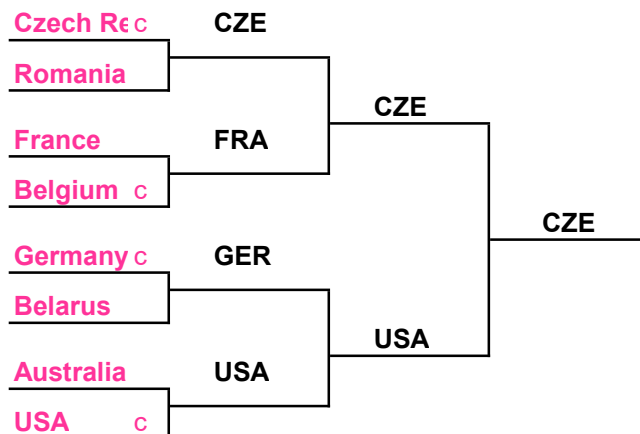 Czech Re c CZE
Romania
CZE
France FRA
Belgium c
CZE
Germany c GER
Belarus
USA
Australia USA
USA c